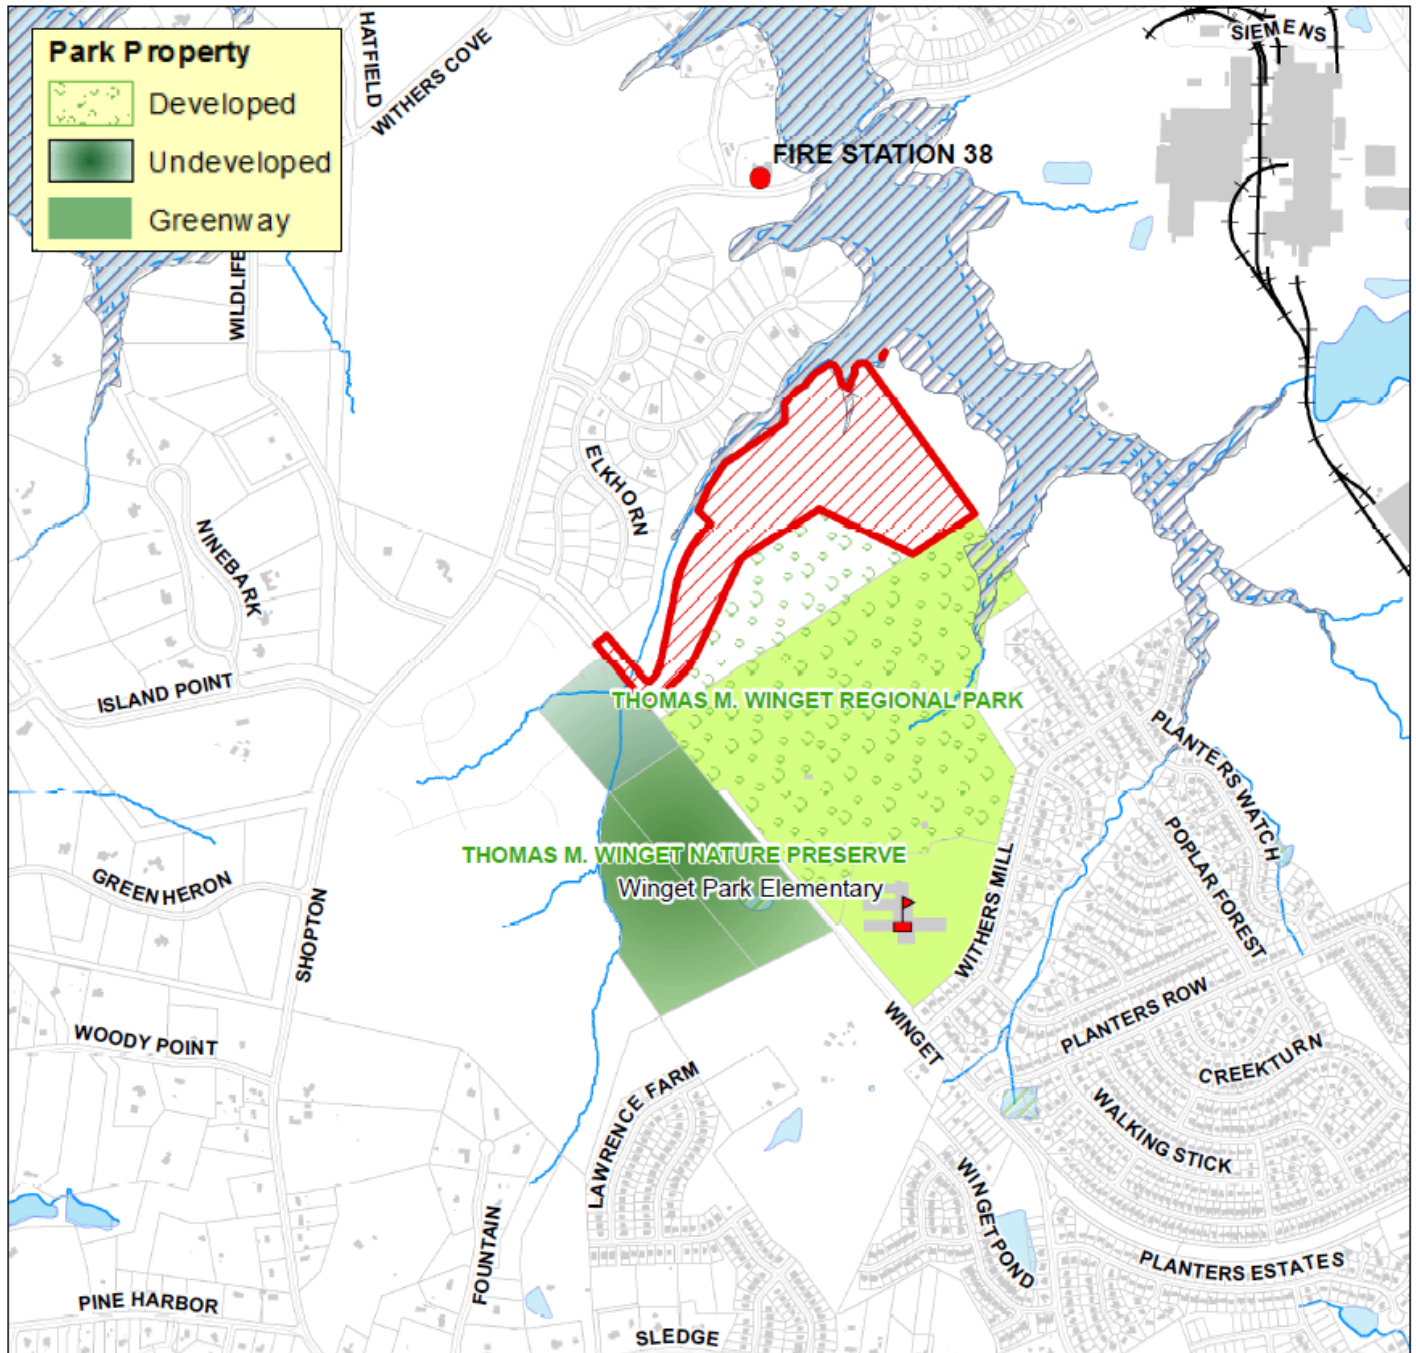 Park Property
Developed
Undeveloped
Greenway
HATFIELD
WITHERS COVE
SIEMENS
FIRE STATION 38
WILDLIFE
ELKHORN
NINEBARK
ISLAND POINT
THOMAS M. WINGET REGIONAL PARK
PLANTERS WATCH
POPLAR FOREST
THOMAS M. WINGET NATURE PRESERVE
Winget Park Elementary
GREEN HERON
SHOPTON
WITHERS MILL
WINGET
PLANTERS ROW
WOODY POINT
CREEKTURN
LAWRENCE FARM
WALKING STICK
WINGET POND
FOUNTAIN
PLANTERS ESTATES
PINE HARBOR
SLEDGE